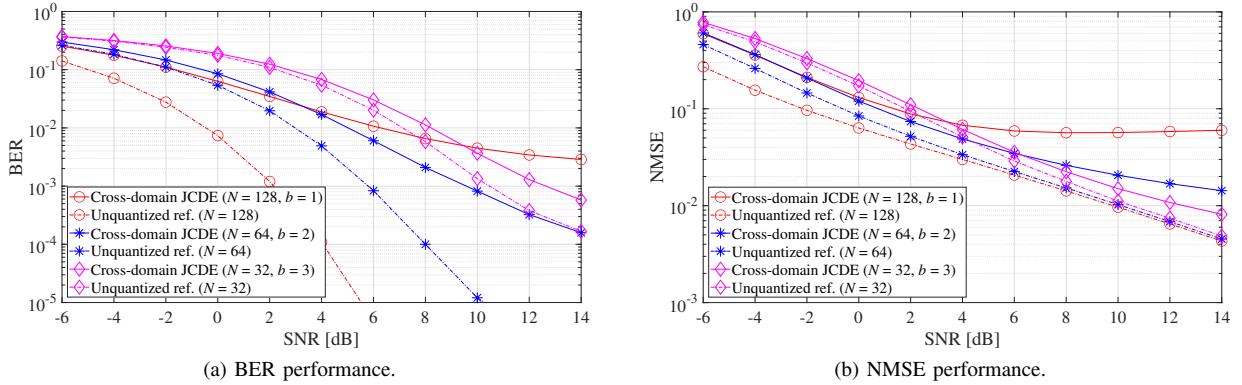 10^0
10^-1
10^-2
10^-3
10^-4
10^-5
BER
Cross-domain JCDE (N = 128, b = 1)
Unquantized ref. (N = 128)
Cross-domain JCDE (N = 64, b = 2)
Unquantized ref. (N = 64)
Cross-domain JCDE (N = 32, b = 3)
Unquantized ref. (N = 32)
-6 -4 -2 0 2 4 6 8 10 12 14
SNR [dB]
(a) BER performance.
10^0
10^-1
10^-2
10^-3
NMSE
Cross-domain JCDE (N = 128, b = 1)
Unquantized ref. (N = 128)
Cross-domain JCDE (N = 64, b = 2)
Unquantized ref. (N = 64)
Cross-domain JCDE (N = 32, b = 3)
Unquantized ref. (N = 32)
-6 -4 -2 0 2 4 6 8 10 12 14
SNR [dB]
(b) NMSE performance.